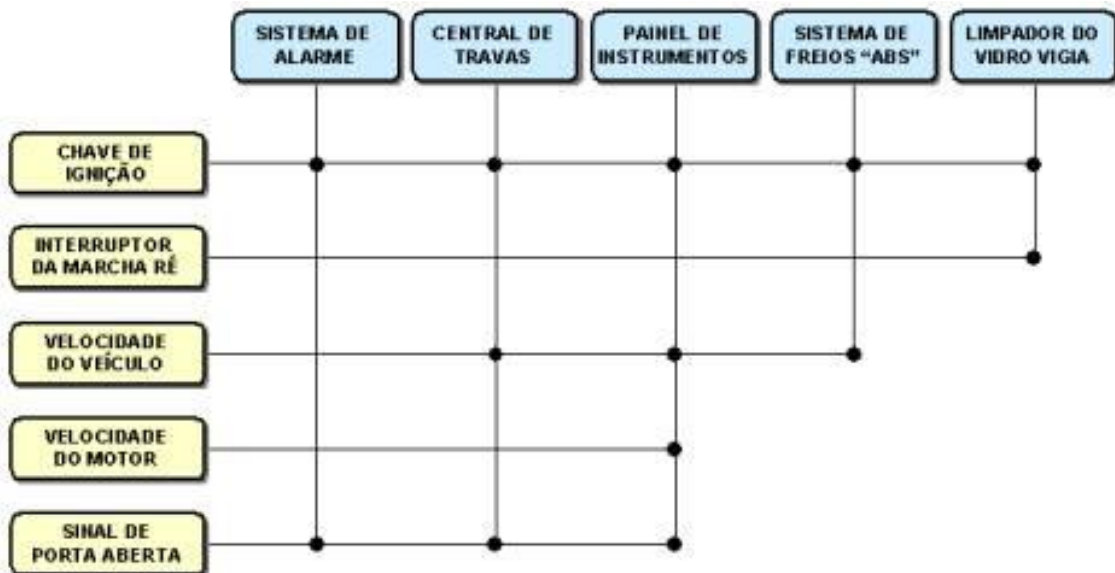 SISTEMA DE
ALARME
CENTRAL DE
TRAVAS
PAINEL DE
INSTRUMENTOS
SISTEMA DE
FREIOS “ABS”
LIMPADOR DO
VIDRO VIGIA
CHAVE DE
IGNIÇÃO
INTERRUPTOR
DA MARCHA RÉ
VELOCIDADE
DO VEÍCULO
VELOCIDADE
DO MOTOR
SINAL DE
PORTA ABERTA